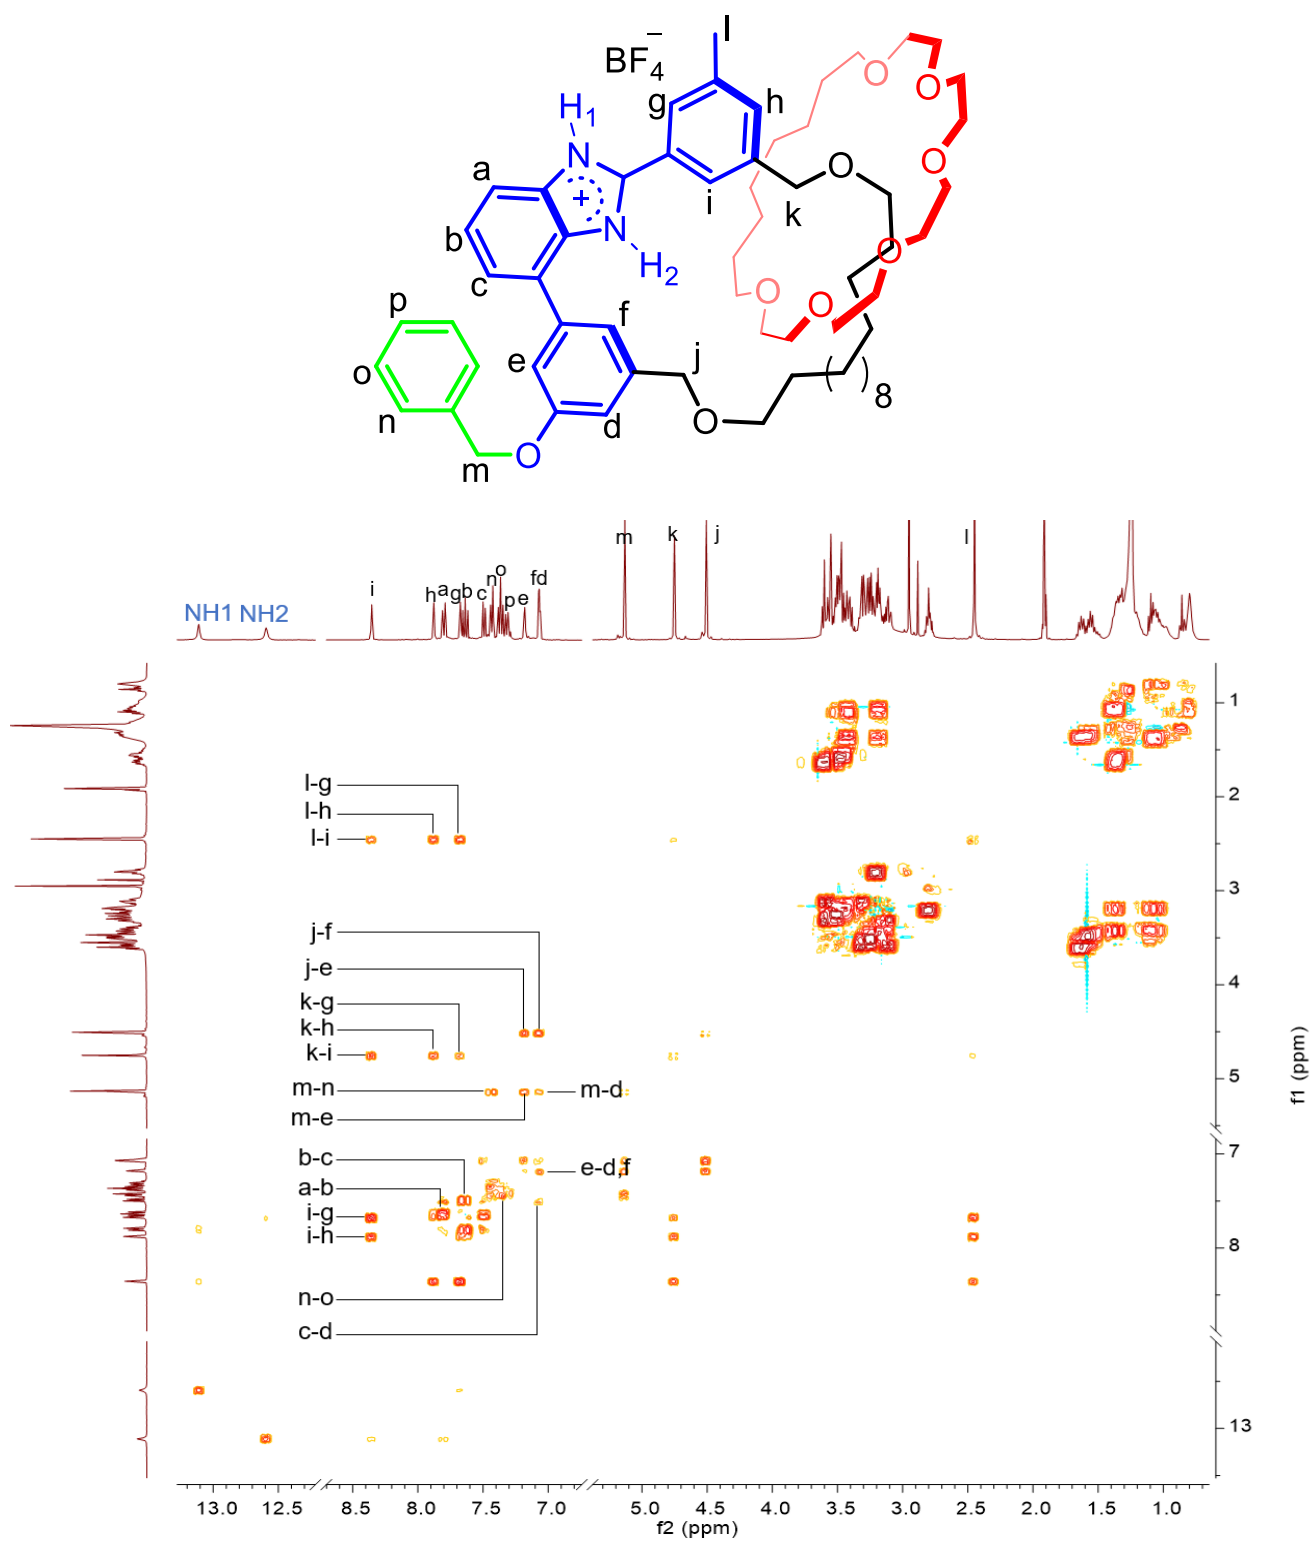 l
BF4−
O
O
g
h
H1
O
O
a
N
i
k
+
b
N
O
H2
c
O
O
p
f
e
j
( )8
o
n
d
O
m
O
m
k
j
l
NH1 NH2
i
h
a
g
b
c
n
o
p
e
fd
1
l-g
2
l-h
l-i
3
j-f
j-e
4
k-g
k-h
k-i
5
m-n
m-d
m-e
f1 (ppm)
7
b-c
e-d,f
a-b
i-g
i-h
8
n-o
c-d
13
13.0 12.5 8.5 8.0 7.5 7.0 5.0 4.5 4.0 3.5 3.0 2.5 2.0 1.5 1.0
f2 (ppm)